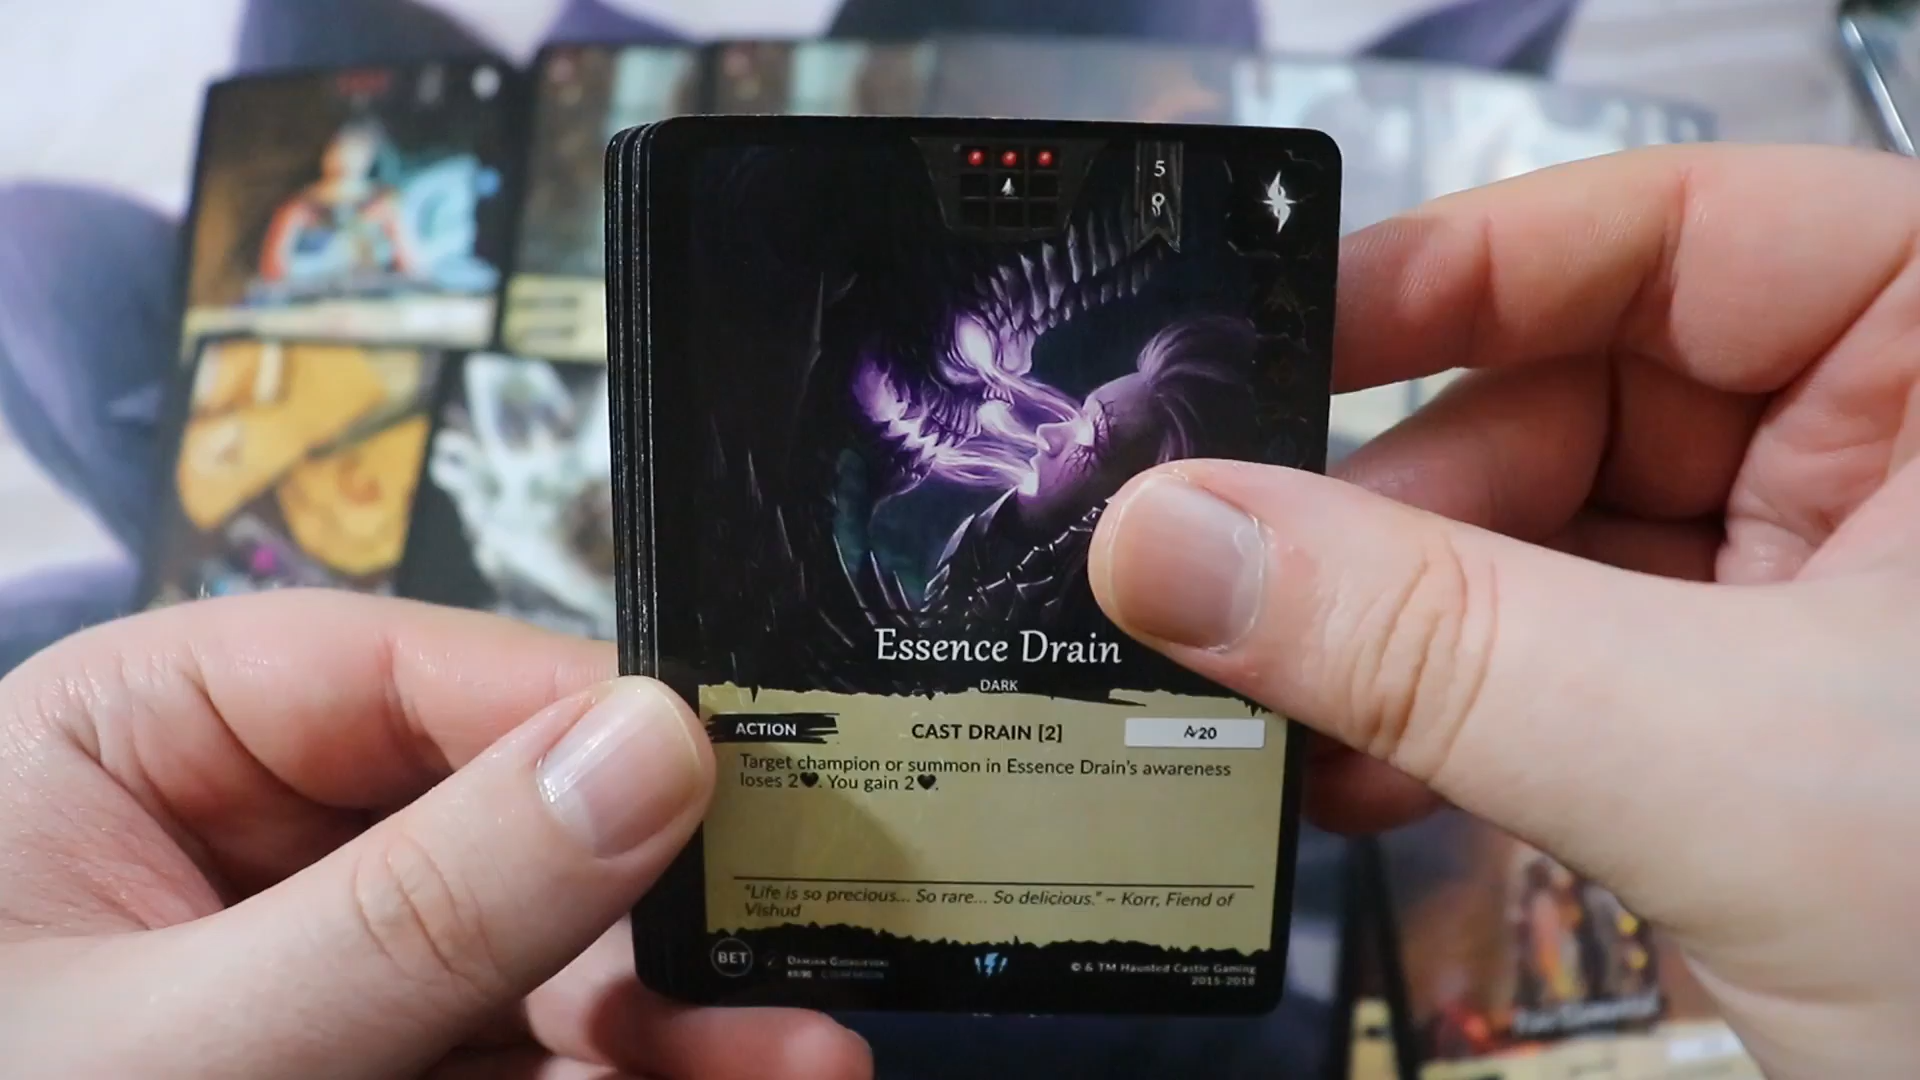 5
Essence Drain
DARK
ACTION CAST DRAIN [2] 20
Target champion or summon in Essence Drain's awareness
loses 2🖤. You gain 2🖤.
"Life is so precious... So rare... So delicious." ~ Korr, Fiend of
Vishud
BET
© & TM Haunted Castle Gaming
2015-2018